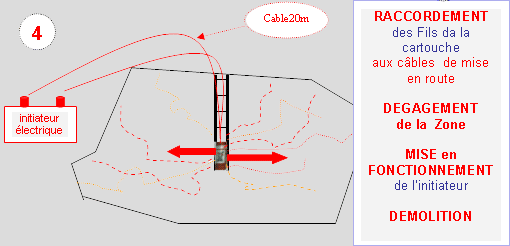 4
Cable20m
initiateur
électrique
RACCORDEMENT
des Fils da la
cartouche
aux câbles de mise
en route
DEGAGEMENT
de la Zone
MISE en
FONCTIONNEMENT
de l'initiateur
DEMOLITION